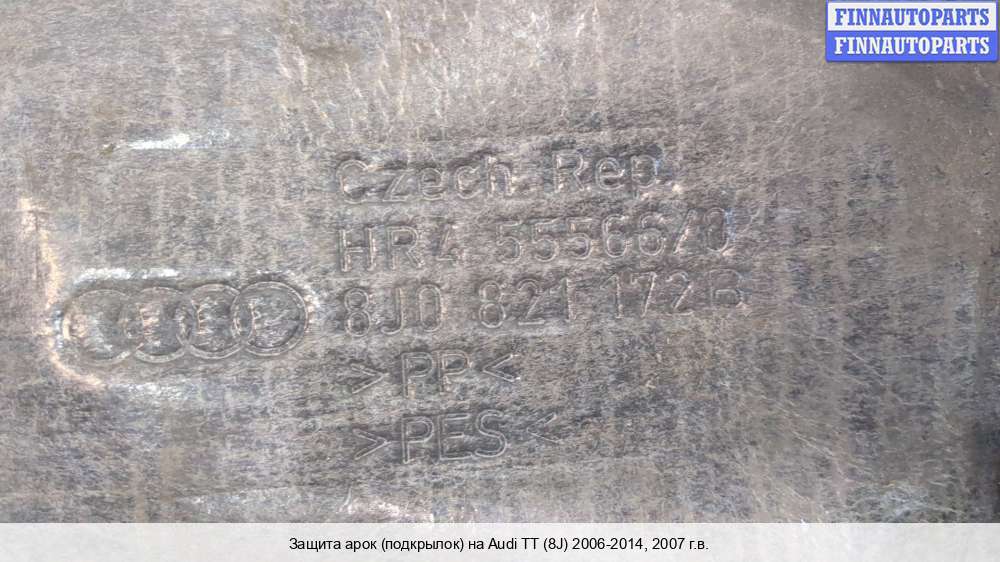 FINNAUTOPARTS
FINNAUTOPARTS
Czech. Rep.
HR4 5556670
8J0 821 172B
>PP<
>PES<
Защита арок (подкрылок) на Audi TT (8J) 2006-2014, 2007 г.в.